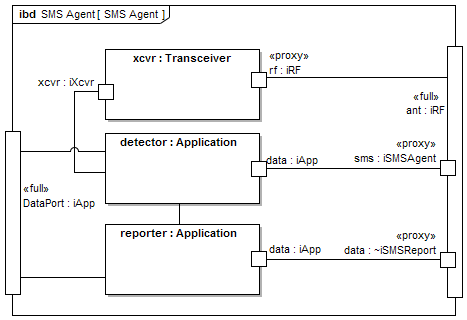 ibd SMS Agent [ SMS Agent ]
xcvr : Transceiver
«proxy»
rf : iRF
xcvr : iXcvr
«full»
ant : iRF
detector : Application
data : iApp
«proxy»
sms : iSMSAgent
«full»
DataPort : iApp
reporter : Application
data : iApp
«proxy»
data : ~iSMSReport